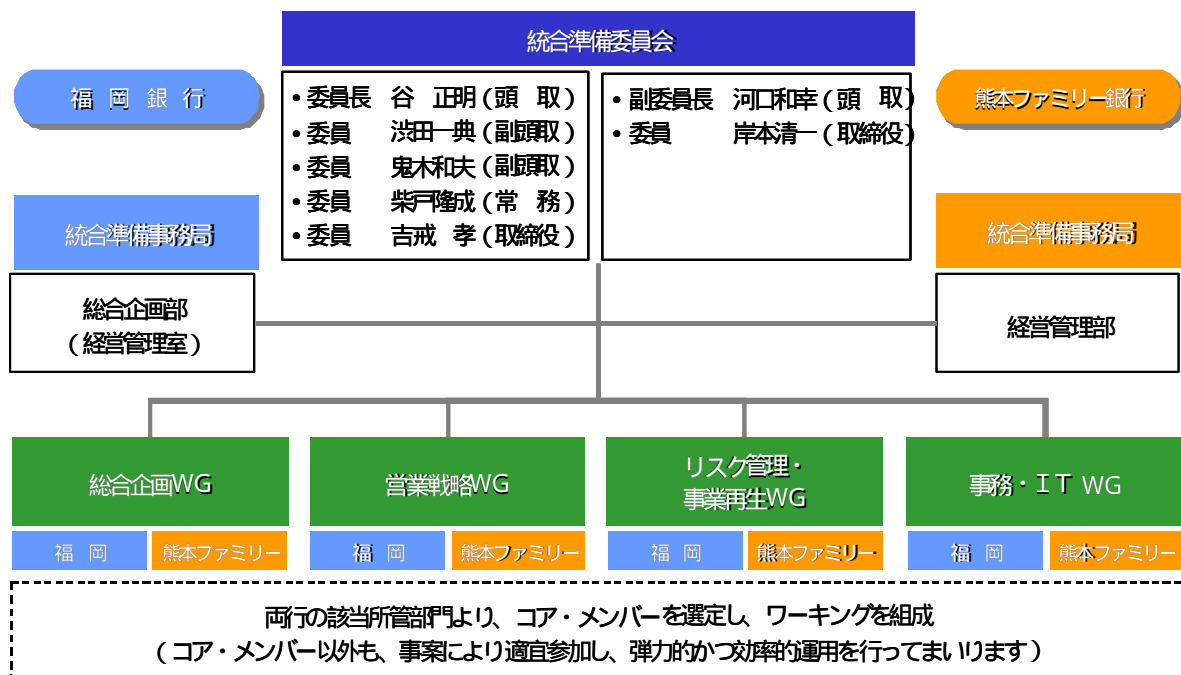 統合準備委員会
福 岡 銀 行
・委員長 谷 正明(頭 取)
・委員 渋田一典(副頭取)
・委員 鬼木和夫(副頭取)
・委員 柴戸隆成(常 務)
・委員 吉戒 孝(取締役)
・副委員長 河口和幸(頭 取)
・委員 岸本清一(取締役)
熊本ファミリー銀行
統合準備事務局
総合企画部
(経営管理室)
統合準備事務局
経営管理部
総合企画WG
福 岡 熊本ファミリー
営業戦略WG
福 岡 熊本ファミリー
リスク管理・
事業再生WG
福 岡 熊本ファミリー
事務・IT WG
福 岡 熊本ファミリー
両行の該当所管部門より、コア・メンバーを選定し、ワーキングを組成
(コア・メンバー以外も、事案により適宜参加し、弾力的かつ効率的運用を行ってまいります)